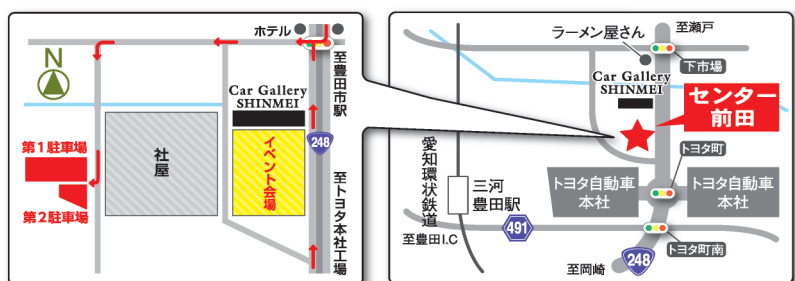 ホテル
N
至豊田市駅
Car Gallery
SHINMEI
248
第1駐車場
社屋
イベント会場
第2駐車場
至トヨタ本社工場
ラーメン屋さん
至瀬戸
下市場
Car Gallery
SHINMEI
センター
前田
愛知環状鉄道
トヨタ町
三河
豊田駅
トヨタ自動車
本社
トヨタ自動車
本社
491
至豊田I.C
トヨタ町南
248
至岡崎